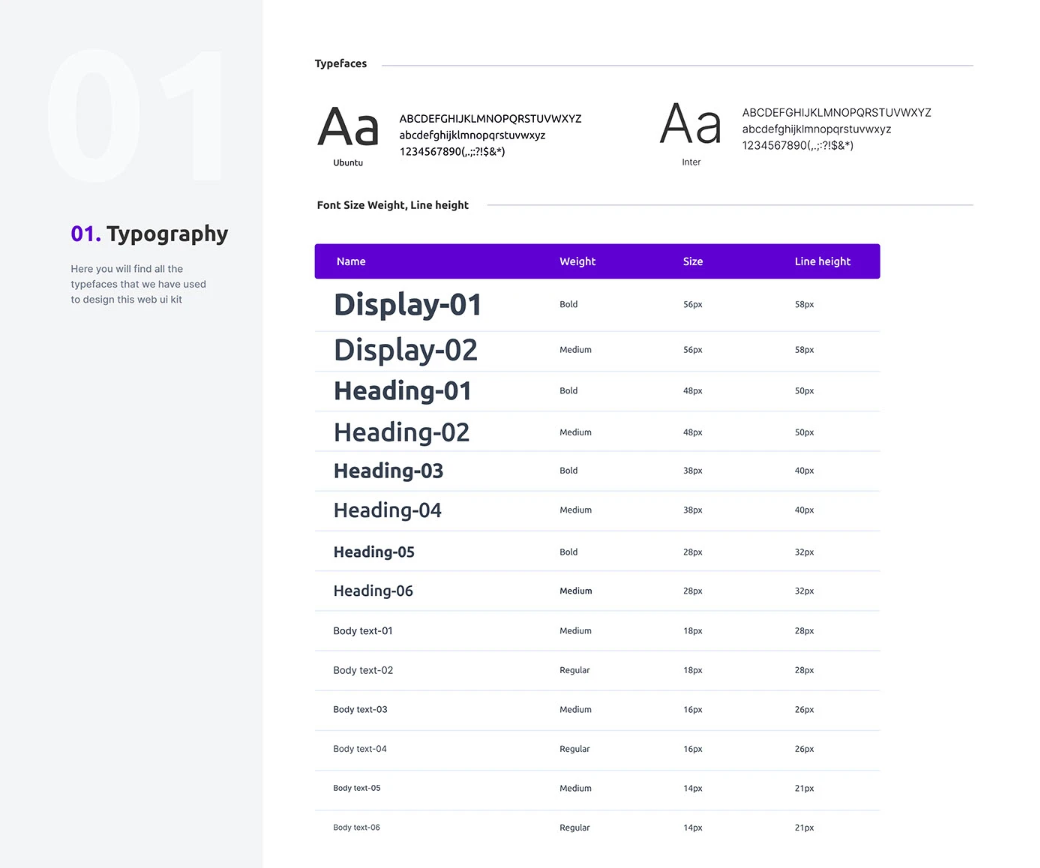 01
01. Typography
Here you will find all the
typefaces that we have used
to design this web ui kit
Typefaces
Aa
Ubuntu
ABCDEFGHIJKLMNOPQRSTUVWXYZ
abcdefghijklmnopqrstuvwxyz
1234567890(,.;:?!$&*)
Aa
Inter
ABCDEFGHIJKLMNOPQRSTUVWXYZ
abcdefghijklmnopqrstuvwxyz
1234567890(,.;:?!$&*)
Font Size Weight, Line height
Name Weight Size Line height
Display-01 Bold 56px 58px
Display-02 Medium 56px 58px
Heading-01 Bold 48px 50px
Heading-02 Medium 48px 50px
Heading-03 Bold 38px 40px
Heading-04 Medium 38px 40px
Heading-05 Bold 28px 32px
Heading-06 Medium 28px 32px
Body text-01 Medium 18px 28px
Body text-02 Regular 18px 28px
Body text-03 Medium 16px 26px
Body text-04 Regular 16px 26px
Body text-05 Medium 14px 21px
Body text-06 Regular 14px 21px